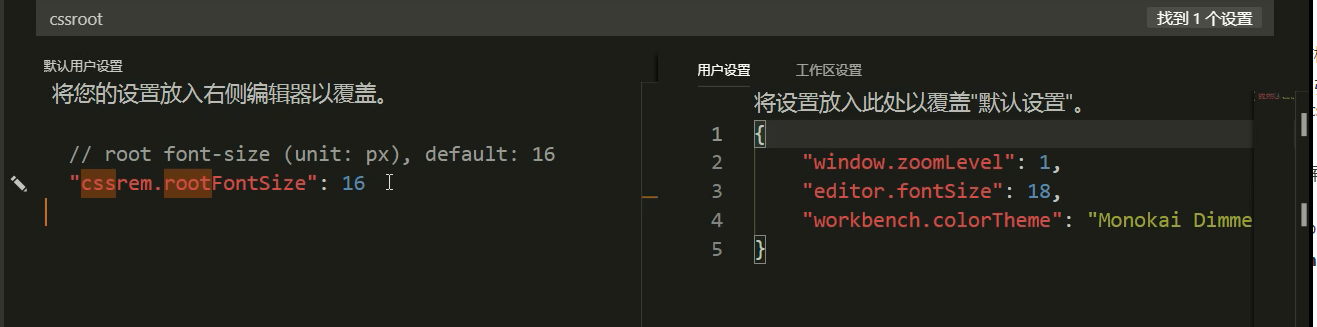 cssroot
找到 1 个设置
默认用户设置
将您的设置放入右侧编辑器以覆盖。
// root font-size (unit: px), default: 16
"cssrem.rootFontSize": 16
用户设置 工作区设置
将设置放入此处以覆盖"默认设置"。
1 {
2 "window.zoomLevel": 1,
3 "editor.fontSize": 18,
4 "workbench.colorTheme": "Monokai Dimme
5 }